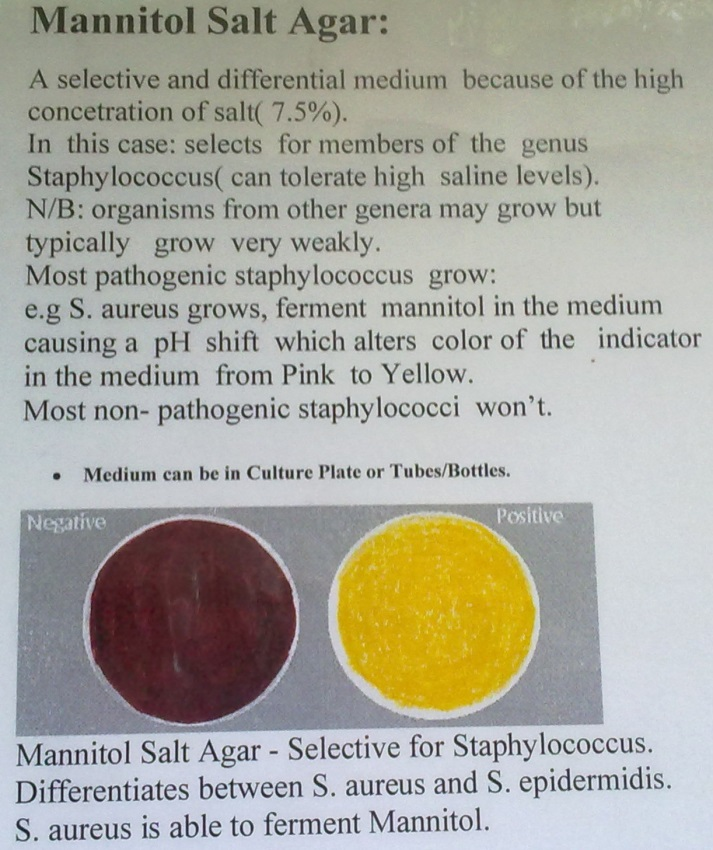 Mannitol Salt Agar:
A selective and differential medium because of the high
concetration of salt( 7.5%).
In this case: selects for members of the genus
Staphylococcus( can tolerate high saline levels).
N/B: organisms from other genera may grow but
typically grow very weakly.
Most pathogenic staphylococcus grow:
e.g S. aureus grows, ferment mannitol in the medium
causing a pH shift which alters color of the indicator
in the medium from Pink to Yellow.
Most non- pathogenic staphylococci won't.
• Medium can be in Culture Plate or Tubes/Bottles.
Negative Positive
Mannitol Salt Agar - Selective for Staphylococcus.
Differentiates between S. aureus and S. epidermidis.
S. aureus is able to ferment Mannitol.